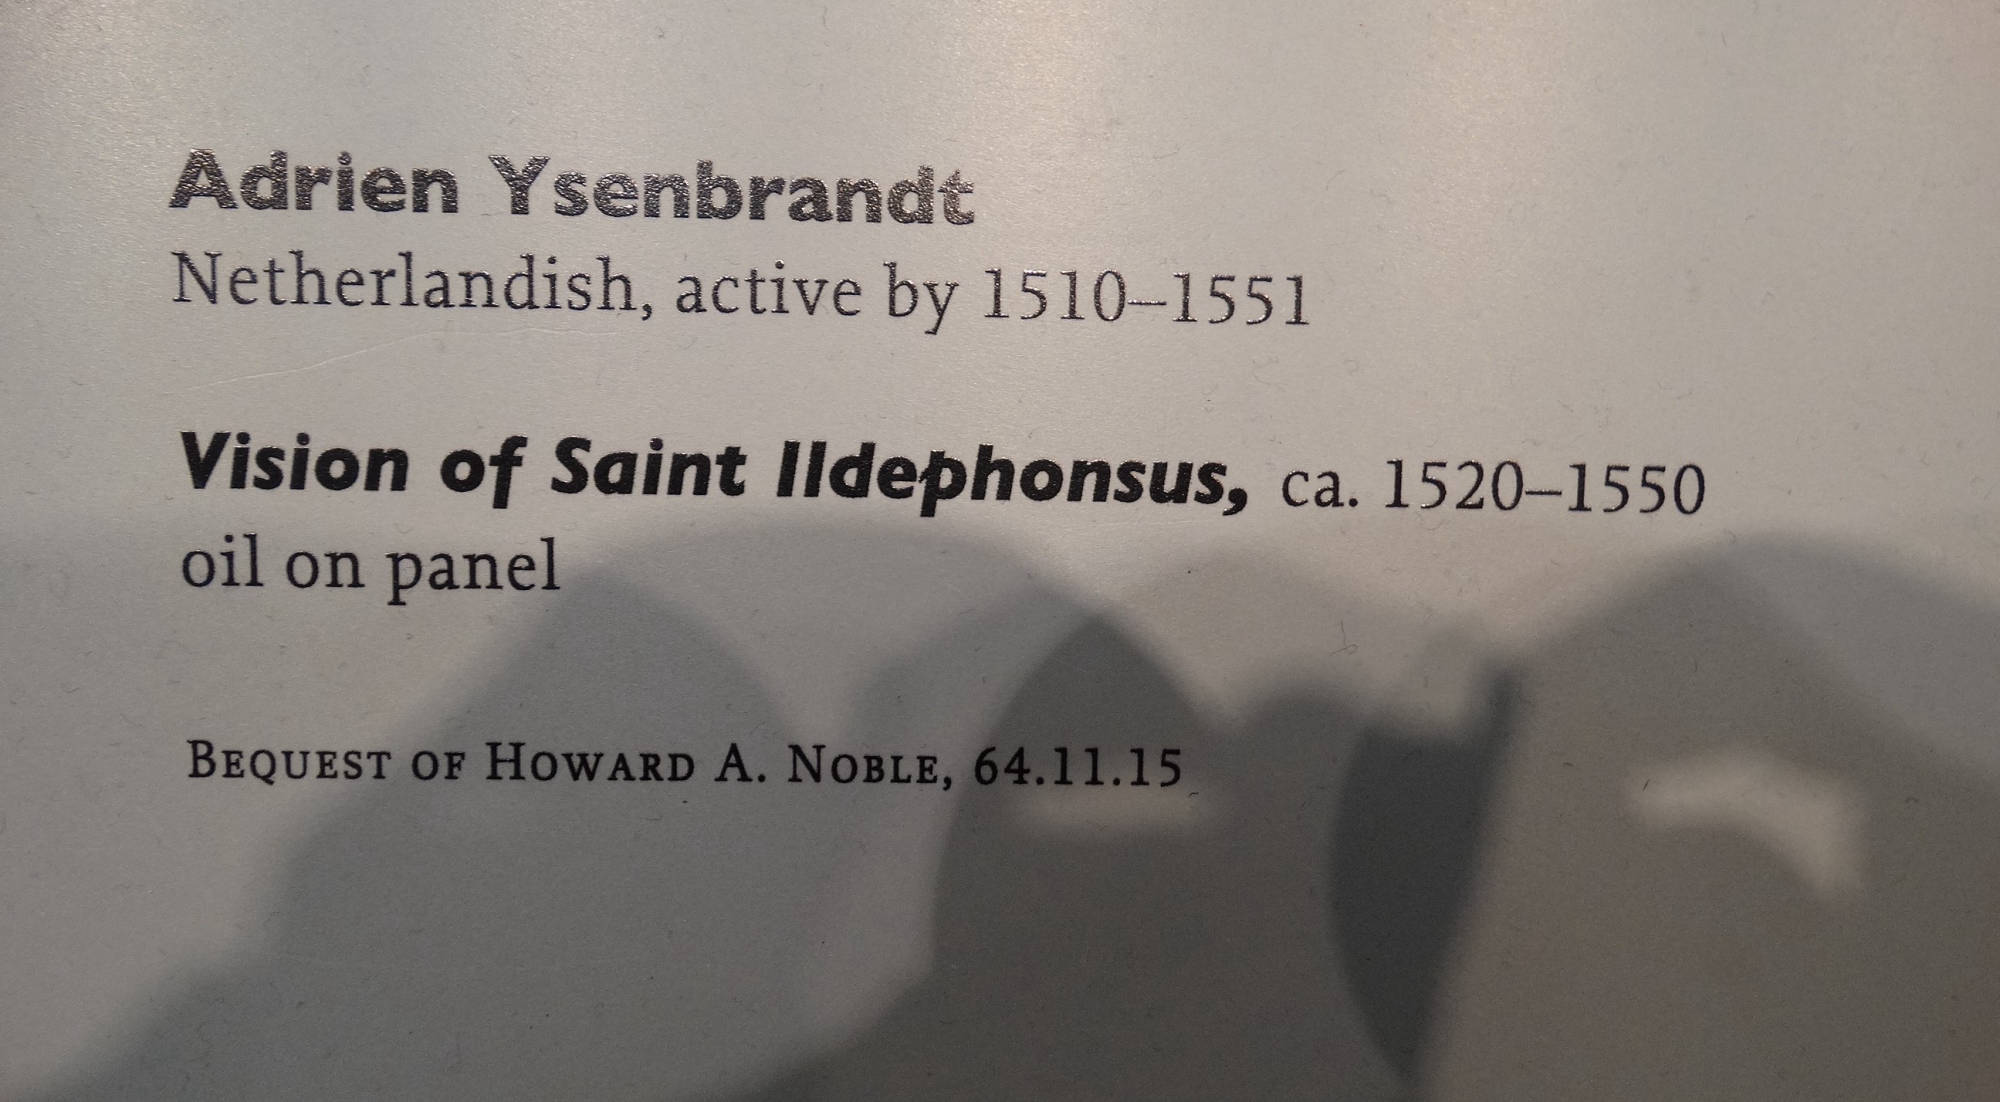 Adrien Ysenbrandt
Netherlandish, active by 1510–1551
Vision of Saint Ildephonsus, ca. 1520–1550
oil on panel
Bequest of Howard A. Noble, 64.11.15